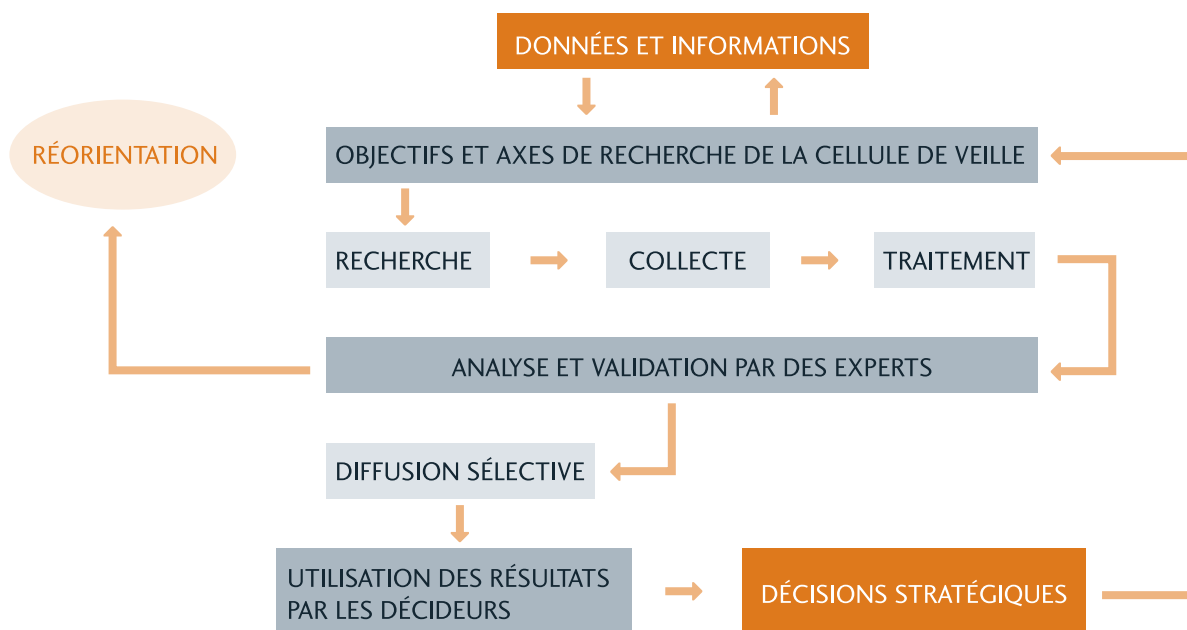 DONNÉES ET INFORMATIONS
RÉORIENTATION
OBJECTIFS ET AXES DE RECHERCHE DE LA CELLULE DE VEILLE
RECHERCHE
COLLECTE
TRAITEMENT
ANALYSE ET VALIDATION PAR DES EXPERTS
DIFFUSION SÉLECTIVE
UTILISATION DES RÉSULTATS
PAR LES DÉCIDEURS
DÉCISIONS STRATÉGIQUES